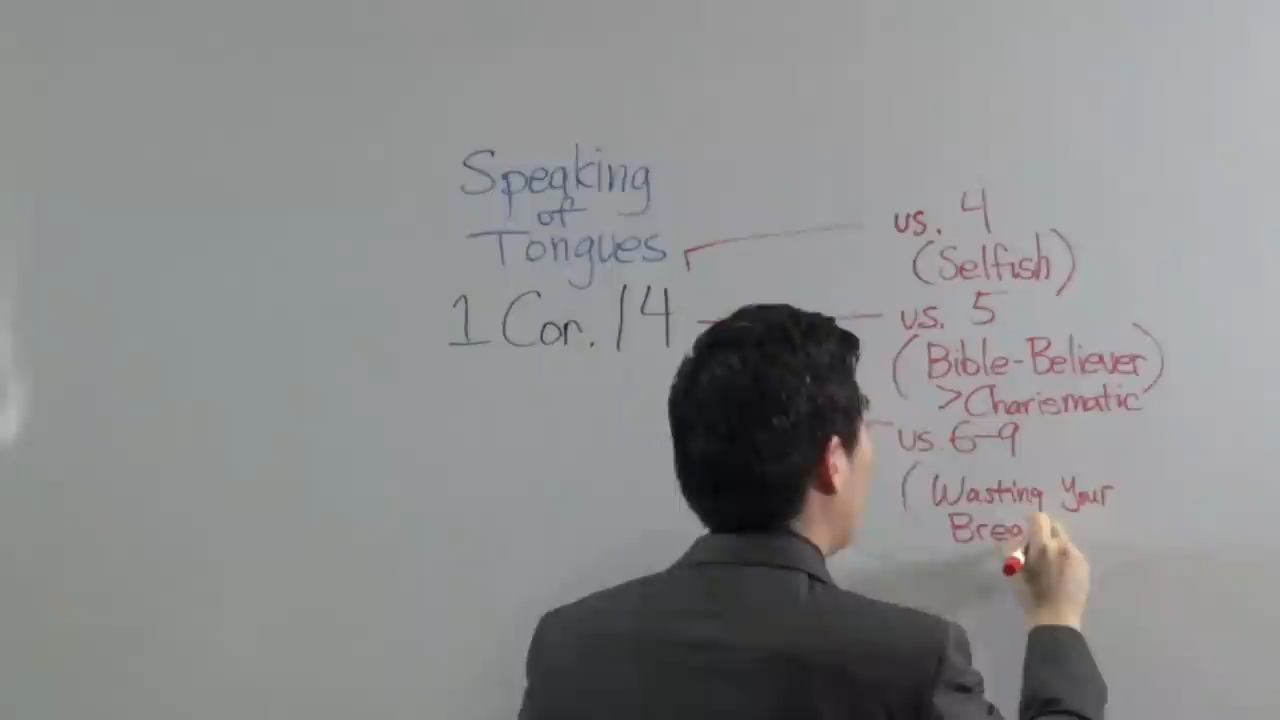 Speaking
of
Tongues
1 Cor. 14
vs. 4
(Selfish)
vs. 5
(Bible-Believer)
>Charismatic
vs. 6-9
(Wasting Your
Brea